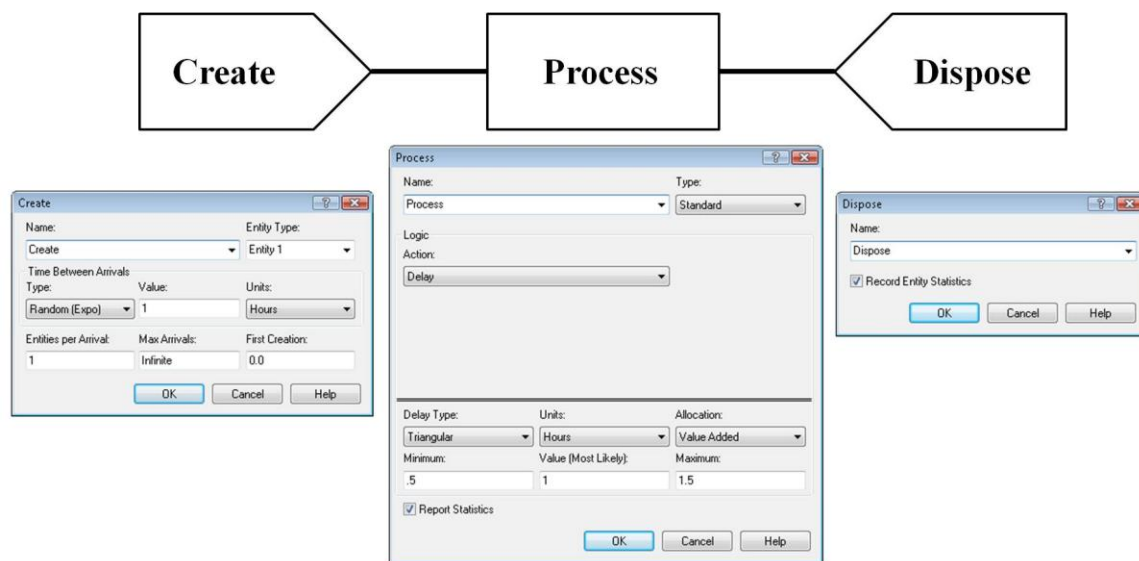 Create Process Dispose
Create
Name: Entity Type:
Create Entity 1
Time Between Arrivals
Type: Value: Units:
Random (Expo) 1 Hours
Entities per Arrival: Max Arrivals: First Creation:
1 Infinite 0.0
OK Cancel Help
Process
Name: Type:
Process Standard
Logic
Action:
Delay
Delay Type: Units: Allocation:
Triangular Hours Value Added
Minimum: Value (Most Likely): Maximum:
.5 1 1.5
Report Statistics
OK Cancel Help
Dispose
Name:
Dispose
Record Entity Statistics
OK Cancel Help